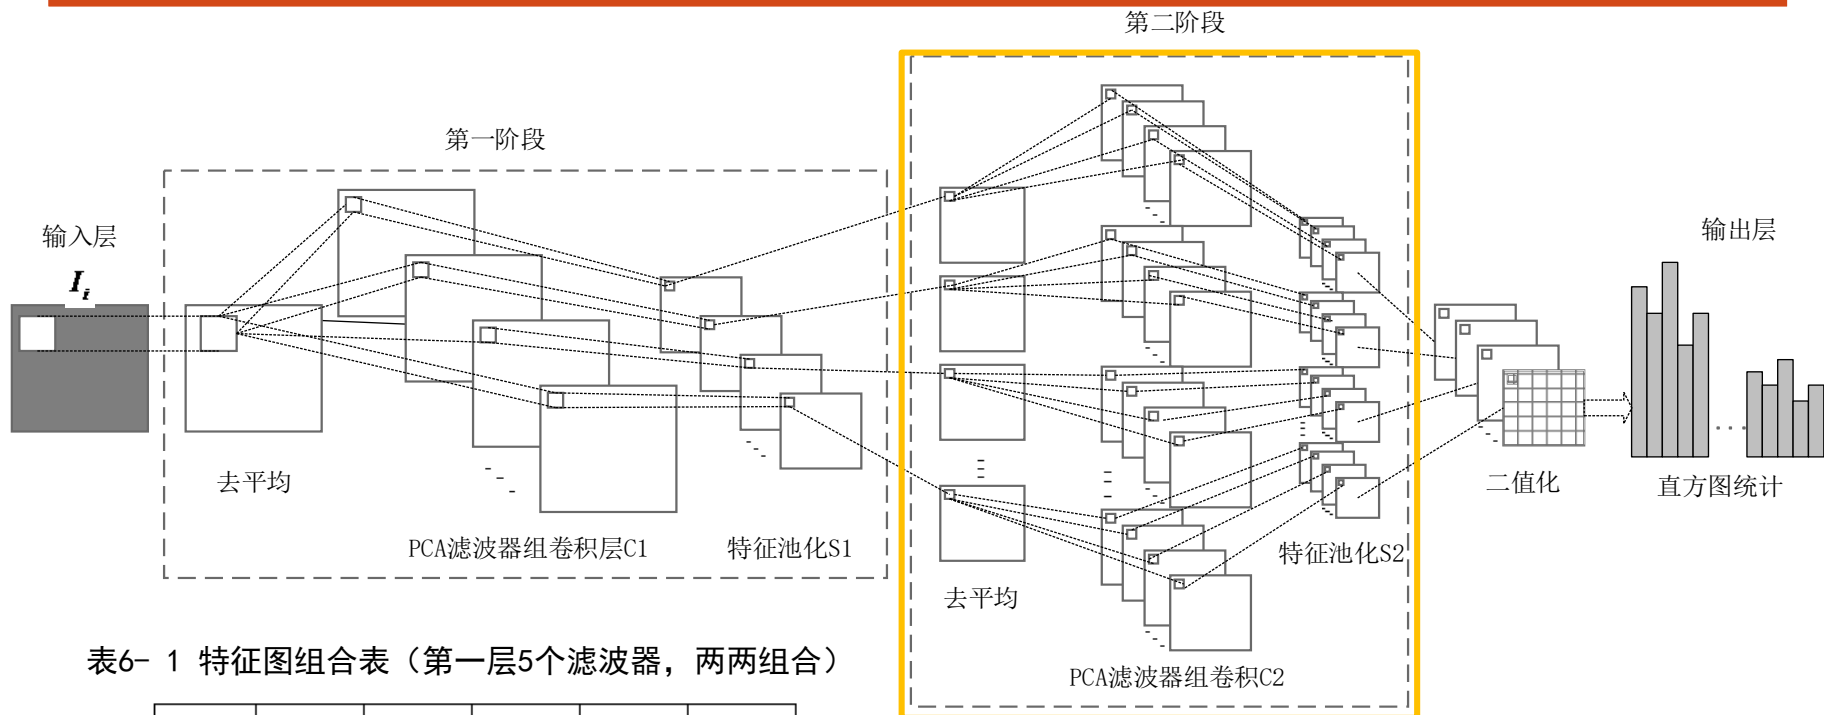 第二阶段
第一阶段
输入层
I_i
输出层
去平均
PCA滤波器组卷积层C1
特征池化S1
去平均
PCA滤波器组卷积C2
特征池化S2
二值化
直方图统计
表6- 1 特征图组合表（第一层5个滤波器，两两组合）